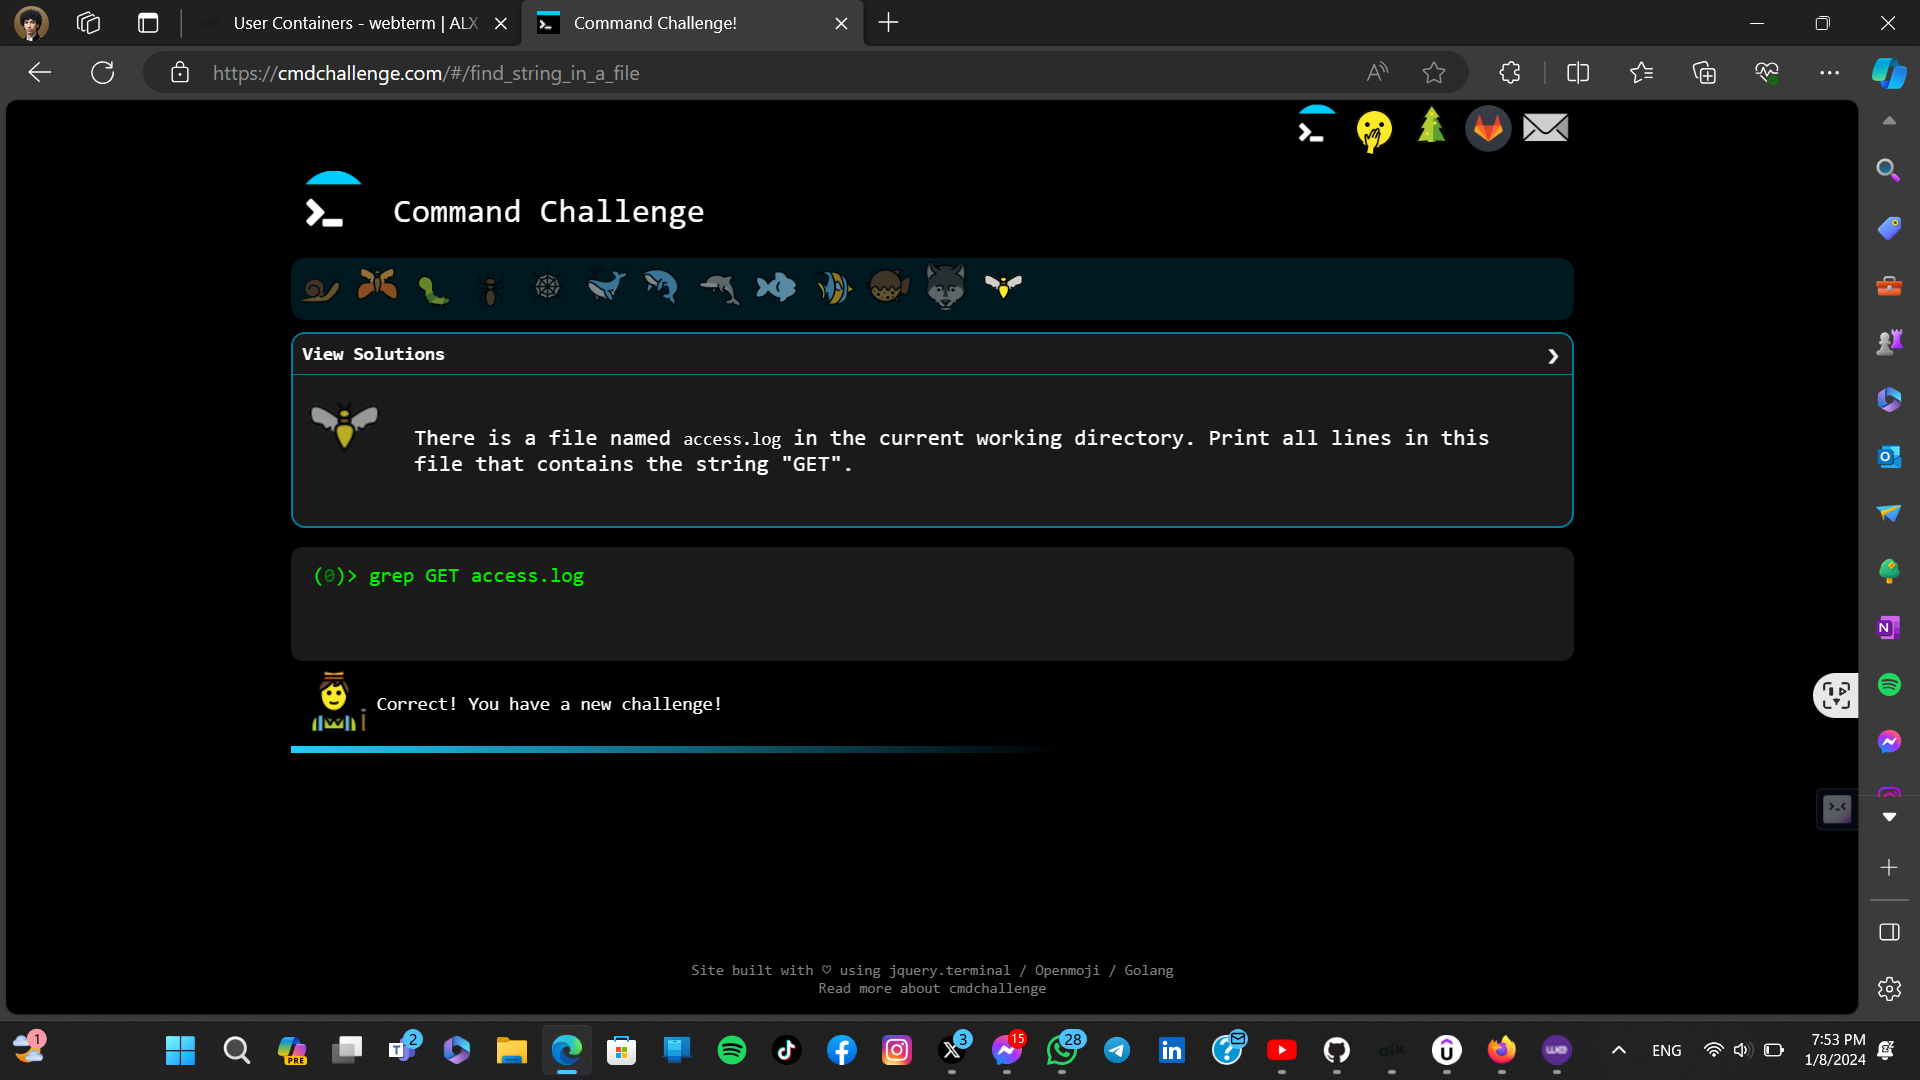 User Containers - webterm | ALX
Command Challenge!
https://cmdchallenge.com/#/find_string_in_a_file
Command Challenge
View Solutions
There is a file named access.log in the current working directory. Print all lines in this
file that contains the string "GET".
(0)> grep GET access.log
Correct! You have a new challenge!
Site built with ♡ using jquery.terminal / Openmoji / Golang
Read more about cmdchallenge
1
PRE
2
3
15
28
alx
we
ENG
7:53 PM
1/8/2024